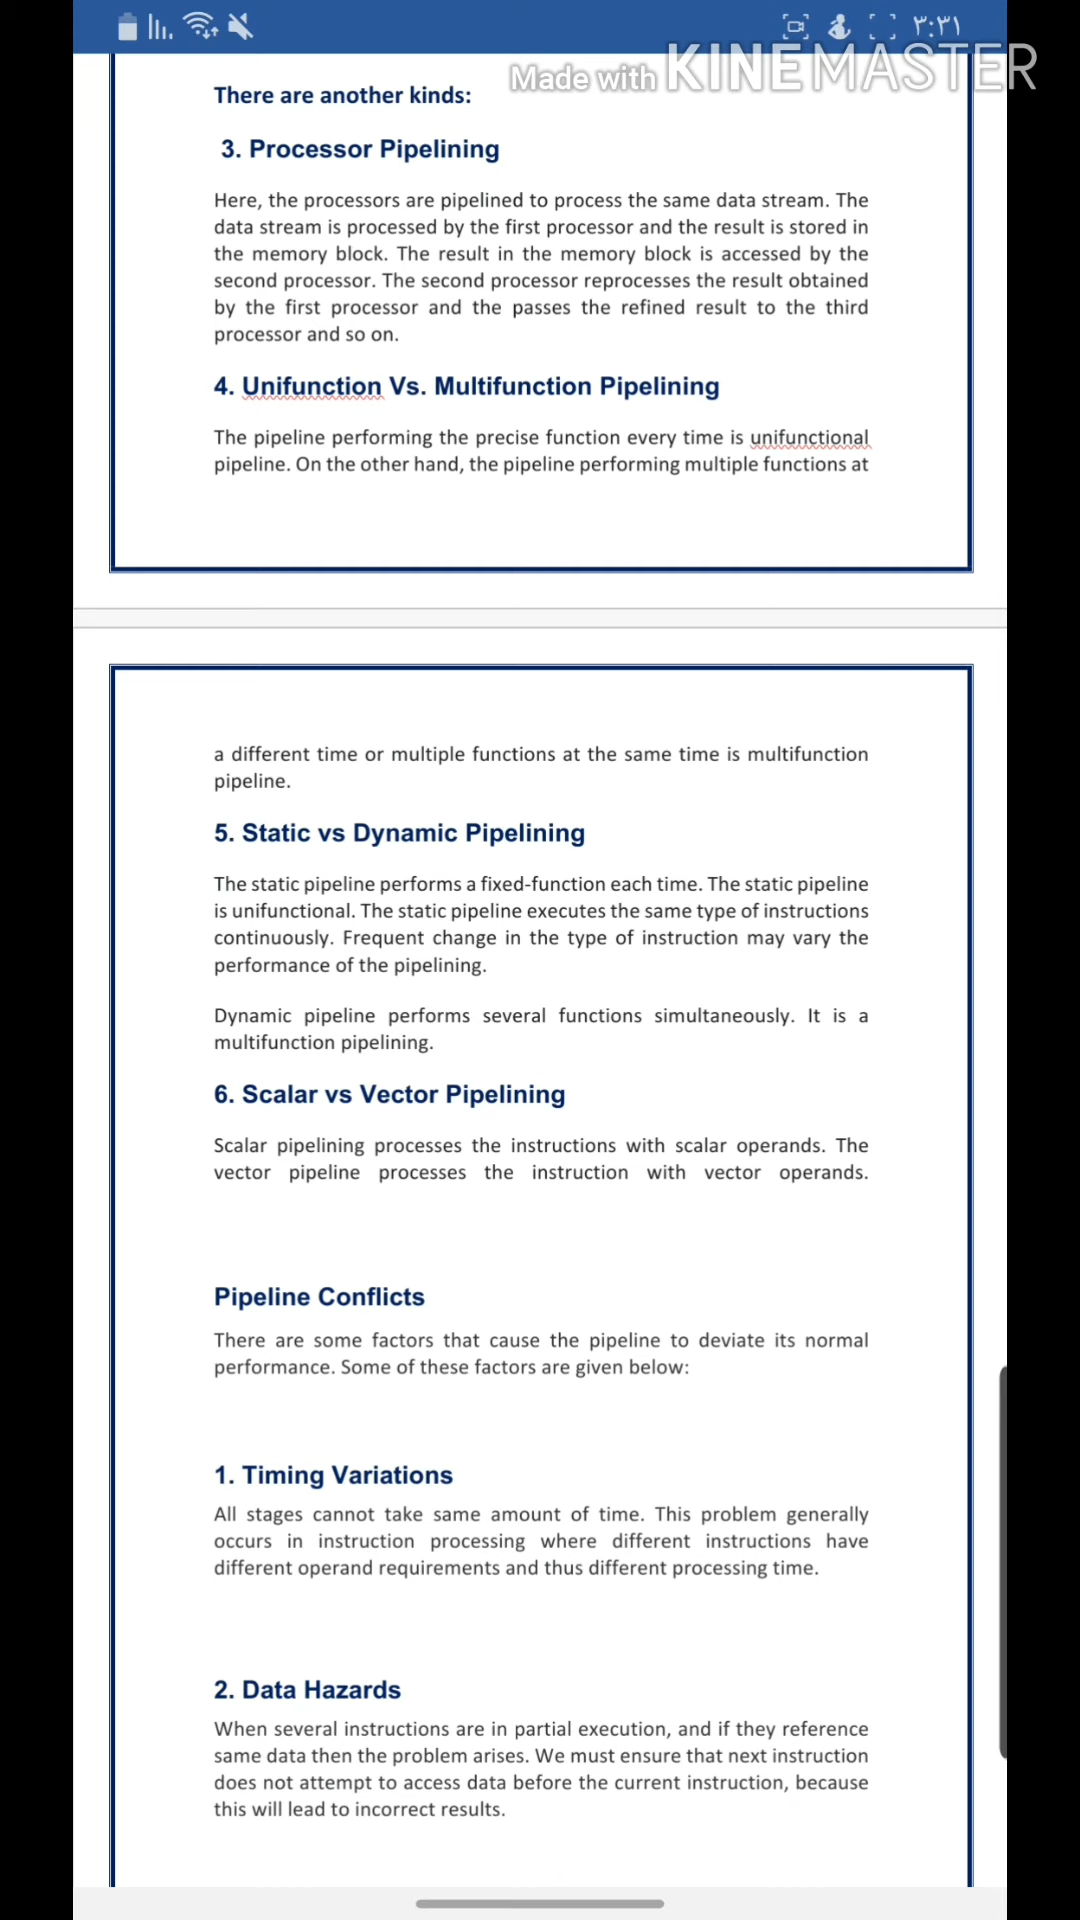 ٣:٣١
Made with KINEMASTER
There are another kinds:
3. Processor Pipelining
Here, the processors are pipelined to process the same data stream. The
data stream is processed by the first processor and the result is stored in
the memory block. The result in the memory block is accessed by the
second processor. The second processor reprocesses the result obtained
by the first processor and the passes the refined result to the third
processor and so on.
4. Unifunction Vs. Multifunction Pipelining
The pipeline performing the precise function every time is unifunctional
pipeline. On the other hand, the pipeline performing multiple functions at
a different time or multiple functions at the same time is multifunction
pipeline.
5. Static vs Dynamic Pipelining
The static pipeline performs a fixed-function each time. The static pipeline
is unifunctional. The static pipeline executes the same type of instructions
continuously. Frequent change in the type of instruction may vary the
performance of the pipelining.
Dynamic pipeline performs several functions simultaneously. It is a
multifunction pipelining.
6. Scalar vs Vector Pipelining
Scalar pipelining processes the instructions with scalar operands. The
vector pipeline processes the instruction with vector operands.
Pipeline Conflicts
There are some factors that cause the pipeline to deviate its normal
performance. Some of these factors are given below:
1. Timing Variations
All stages cannot take same amount of time. This problem generally
occurs in instruction processing where different instructions have
different operand requirements and thus different processing time.
2. Data Hazards
When several instructions are in partial execution, and if they reference
same data then the problem arises. We must ensure that next instruction
does not attempt to access data before the current instruction, because
this will lead to incorrect results.